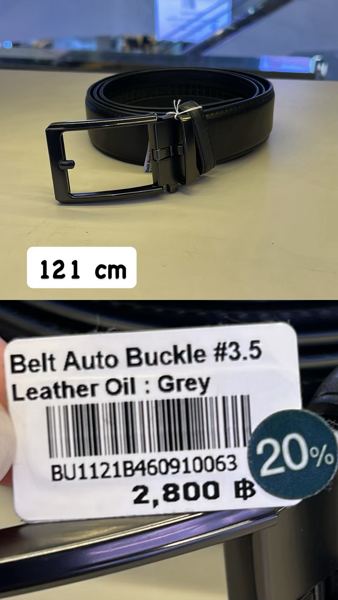 121 cm
Belt Auto Buckle #3.5
Leather Oil : Grey
BU1121B460910063
20%
2,800 ฿